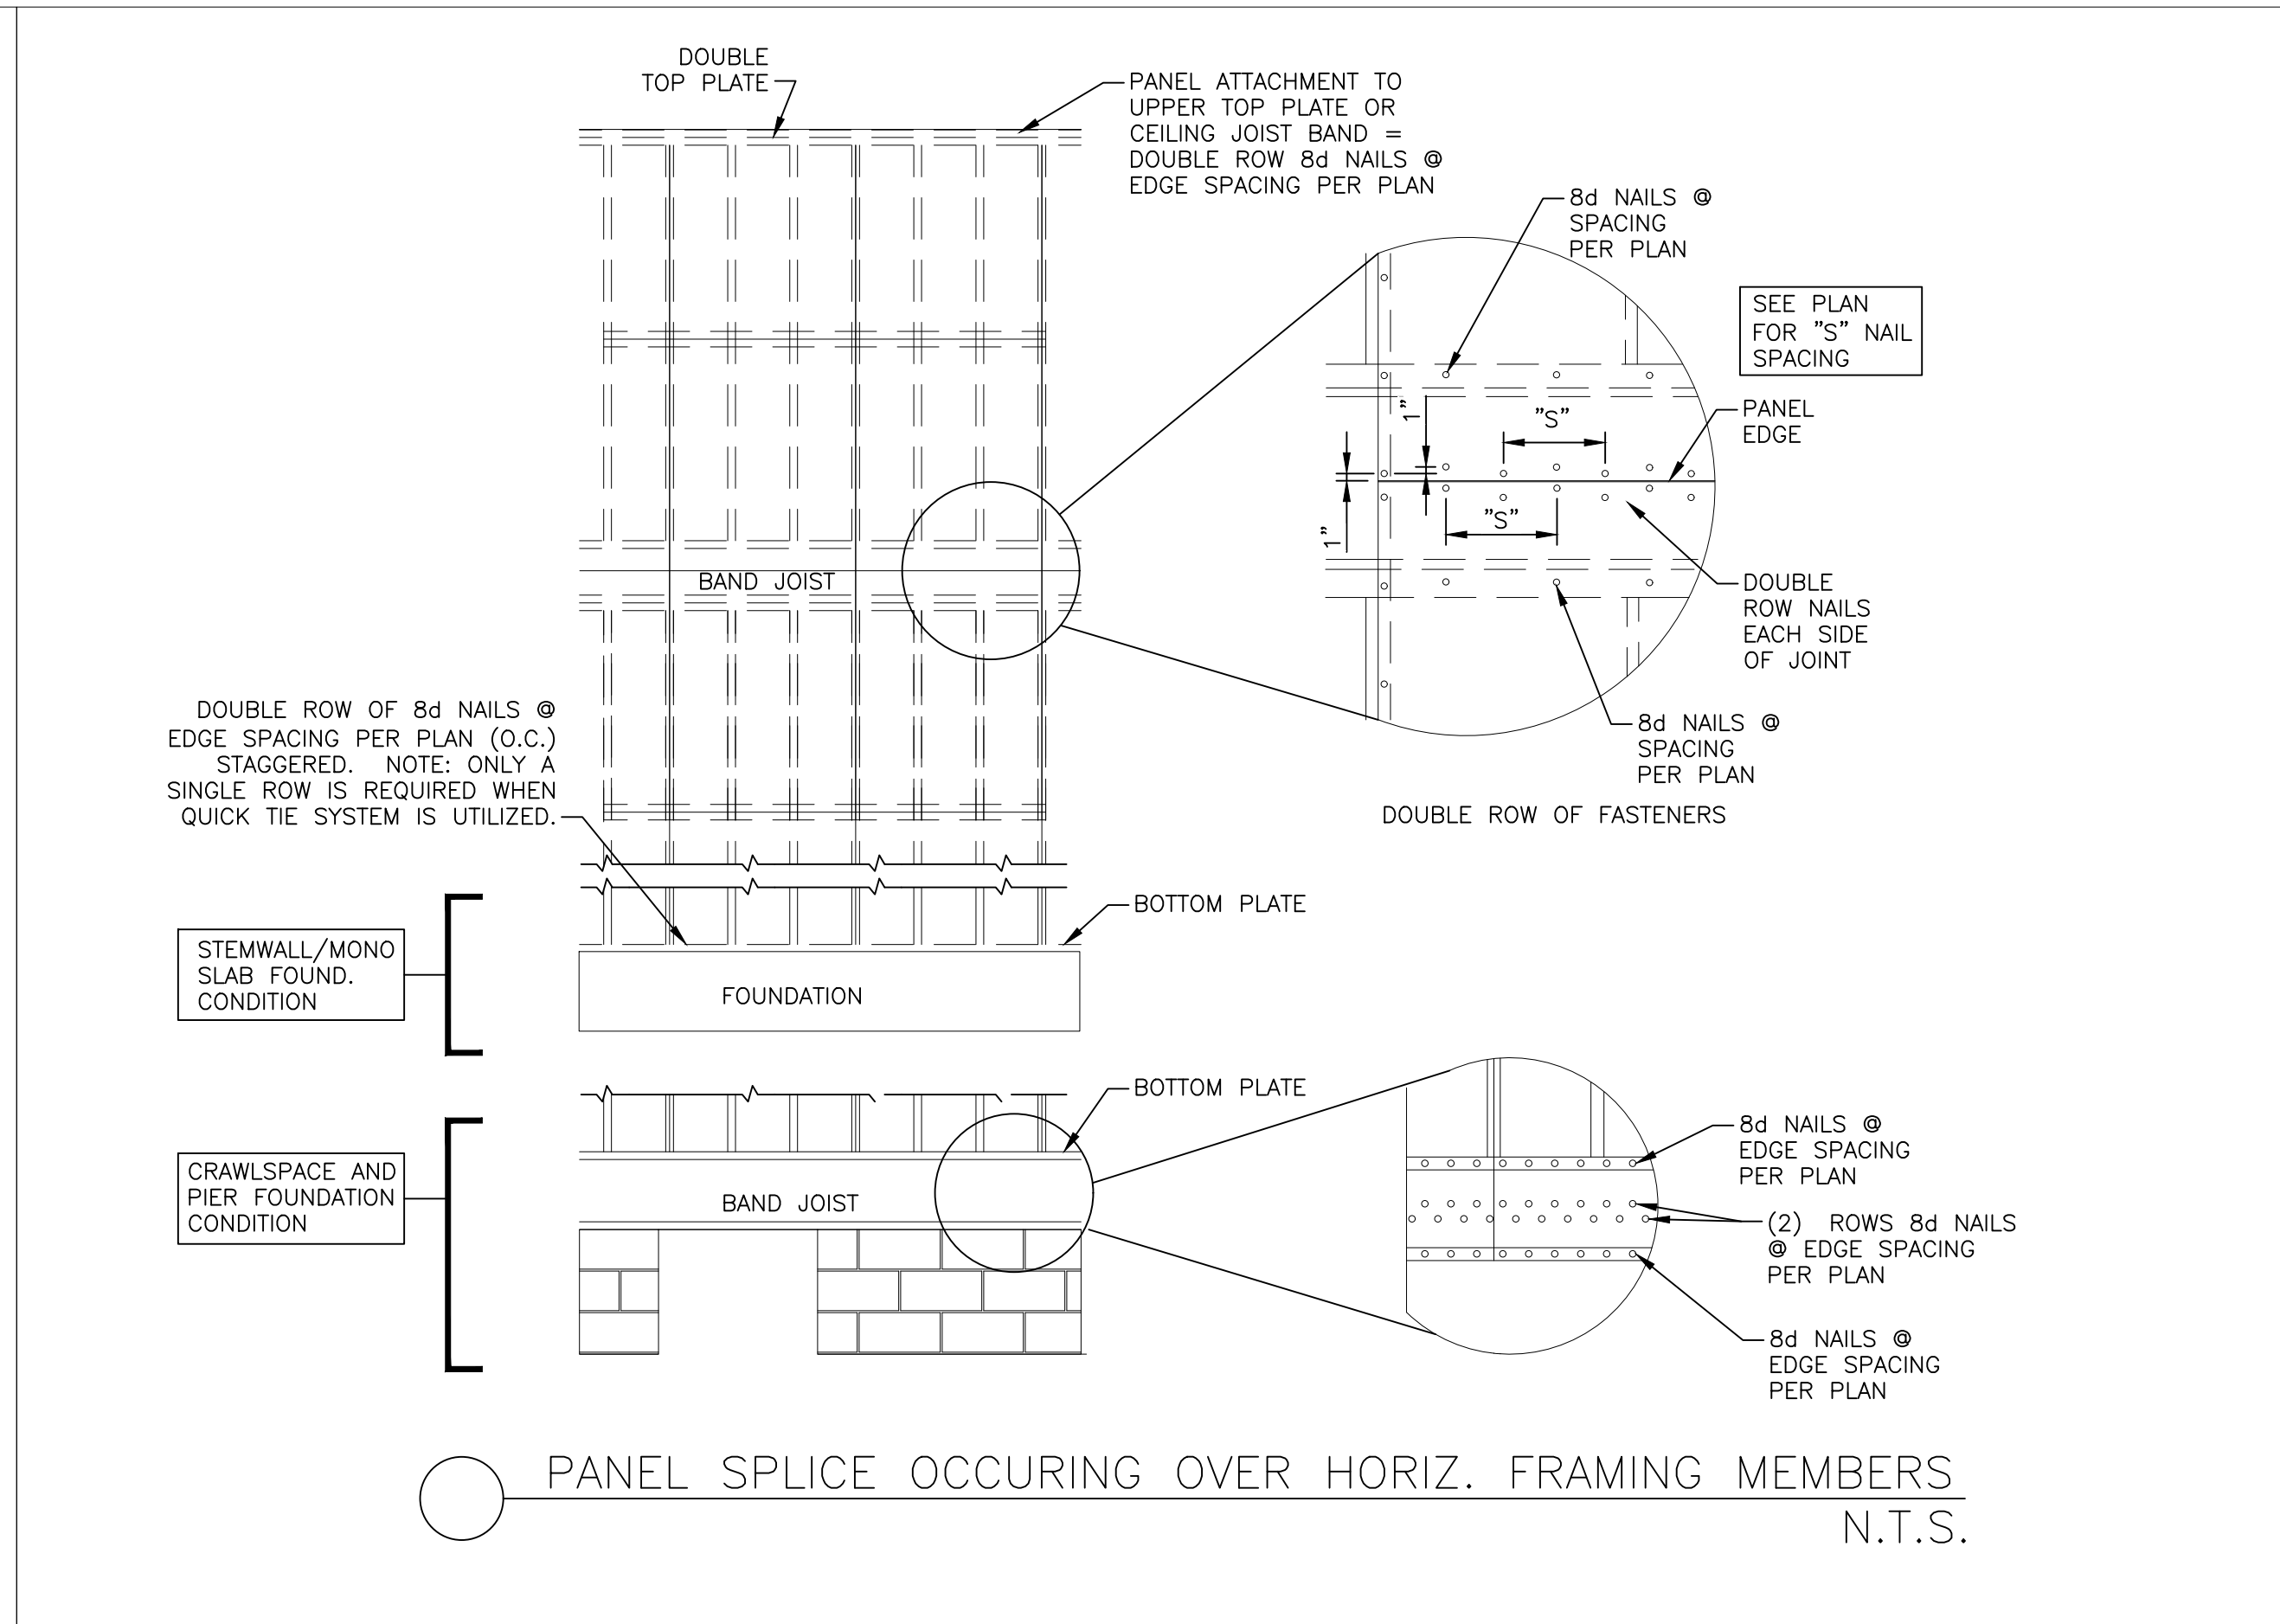 DOUBLE
TOP PLATE
PANEL ATTACHMENT TO
UPPER TOP PLATE OR
CEILING JOIST BAND =
DOUBLE ROW 8d NAILS @
EDGE SPACING PER PLAN
8d NAILS @
SPACING
PER PLAN
SEE PLAN
FOR "S" NAIL
SPACING
PANEL
EDGE
1"
"S"
"S"
1"
BAND JOIST
DOUBLE
ROW NAILS
EACH SIDE
OF JOINT
8d NAILS @
SPACING
PER PLAN
DOUBLE ROW OF FASTENERS
DOUBLE ROW OF 8d NAILS @
EDGE SPACING PER PLAN (O.C.)
STAGGERED. NOTE: ONLY A
SINGLE ROW IS REQUIRED WHEN
QUICK TIE SYSTEM IS UTILIZED.
BOTTOM PLATE
STEMWALL/MONO
SLAB FOUND.
CONDITION
FOUNDATION
BOTTOM PLATE
CRAWLSPACE AND
PIER FOUNDATION
CONDITION
BAND JOIST
8d NAILS @
EDGE SPACING
PER PLAN
(2) ROWS 8d NAILS
@ EDGE SPACING
PER PLAN
8d NAILS @
EDGE SPACING
PER PLAN
PANEL SPLICE OCCURING OVER HORIZ. FRAMING MEMBERS
N.T.S.